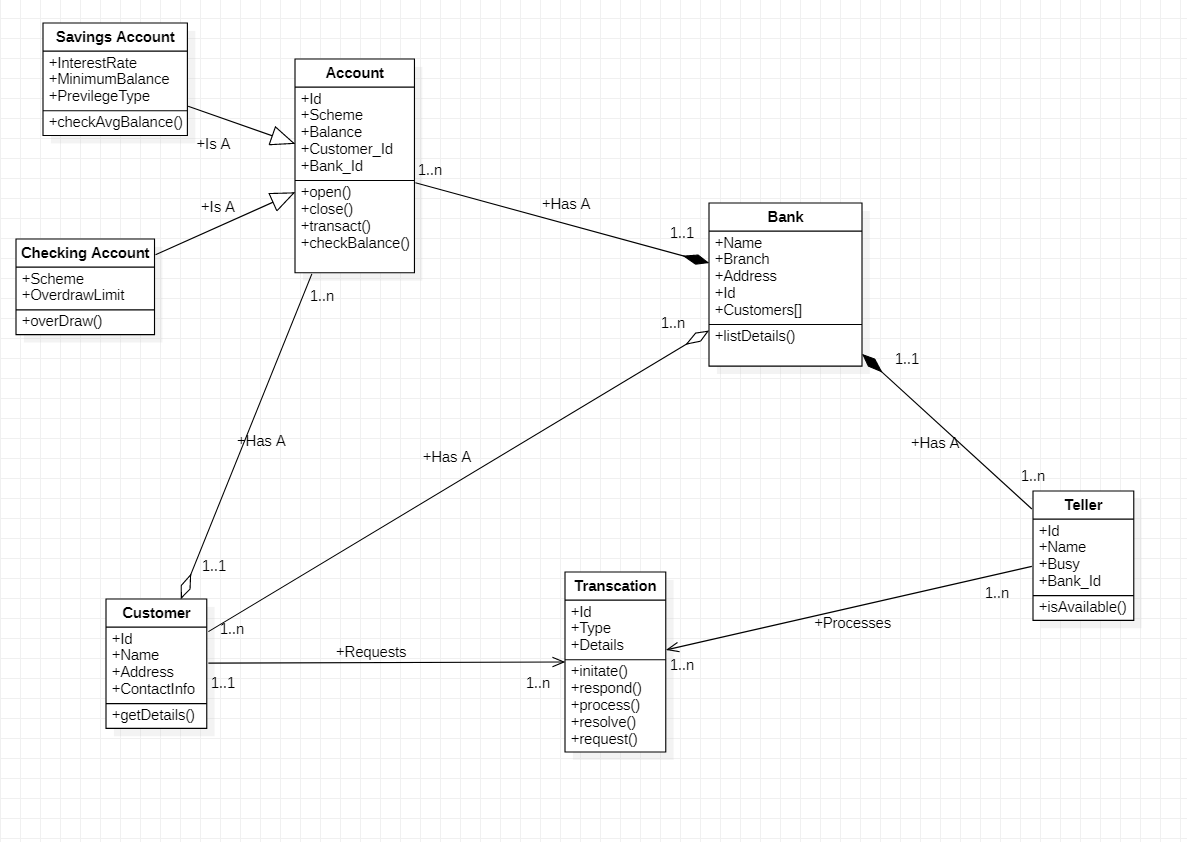 Savings Account
+InterestRate
+MinimumBalance
+PrevilegeType
+checkAvgBalance()
+Is A
Account
+Id
+Scheme
+Balance
+Customer_Id
+Bank_Id
+open()
+close()
+transact()
+checkBalance()
1..n
+Has A
1..1
+Is A
Checking Account
+Scheme
+OverdrawLimit
+overDraw()
Bank
+Name
+Branch
+Address
+Id
+Customers[]
+listDetails()
1..n
1..n
1..1
+Has A
+Has A
+Has A
1..n
Teller
+Id
+Name
+Busy
+Bank_Id
+isAvailable()
1..1
Customer
+Id
+Name
+Address
+ContactInfo
+getDetails()
1..n
+Requests
1..1
1..n
Transcation
+Id
+Type
+Details
+initate()
+respond()
+process()
+resolve()
+request()
1..n
+Processes
1..n